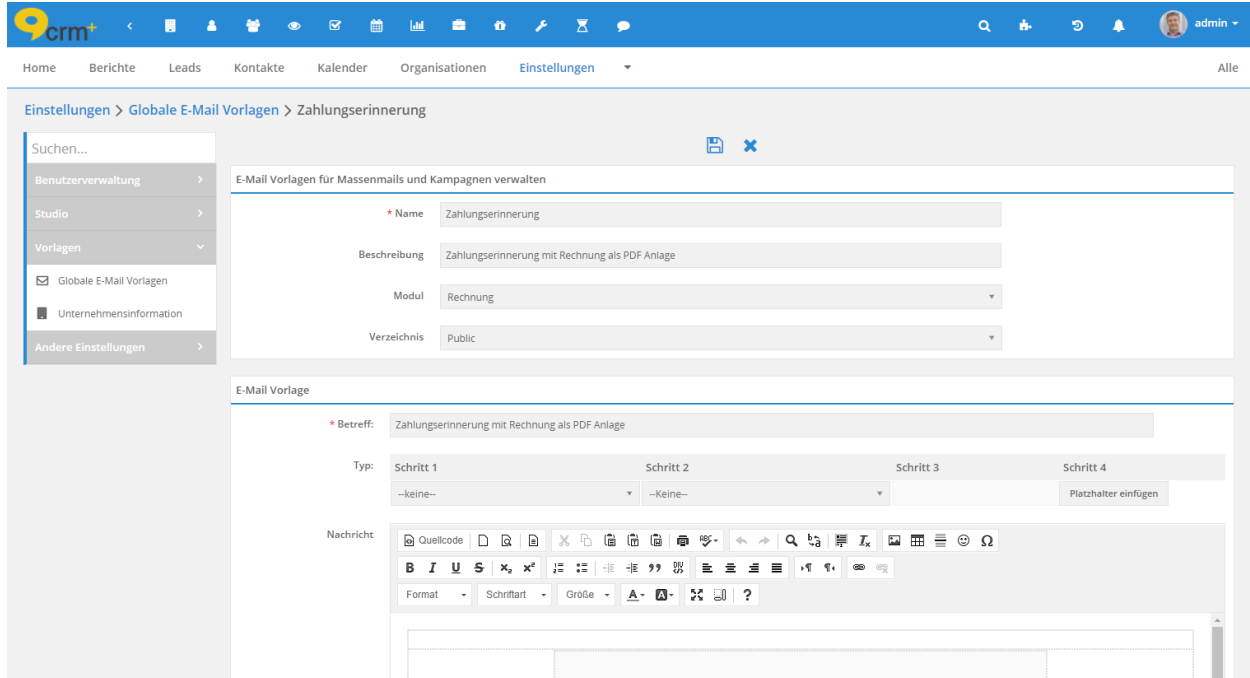 9crm+ admin
Home Berichte Leads Kontakte Kalender Organisationen Einstellungen Alle
Einstellungen > Globale E-Mail Vorlagen > Zahlungserinnerung
Suchen...
Benutzerverwaltung
Studio
Vorlagen
Globale E-Mail Vorlagen
Unternehmensinformation
Andere Einstellungen
E-Mail Vorlagen für Massenmails und Kampagnen verwalten
* Name Zahlungserinnerung
Beschreibung Zahlungserinnerung mit Rechnung als PDF Anlage
Modul Rechnung
Verzeichnis Public
E-Mail Vorlage
* Betreff: Zahlungserinnerung mit Rechnung als PDF Anlage
Typ: Schritt 1 Schritt 2 Schritt 3 Schritt 4
--keine-- --Keine-- Platzhalter einfügen
Nachricht Quellcode
Format Schriftart Größe